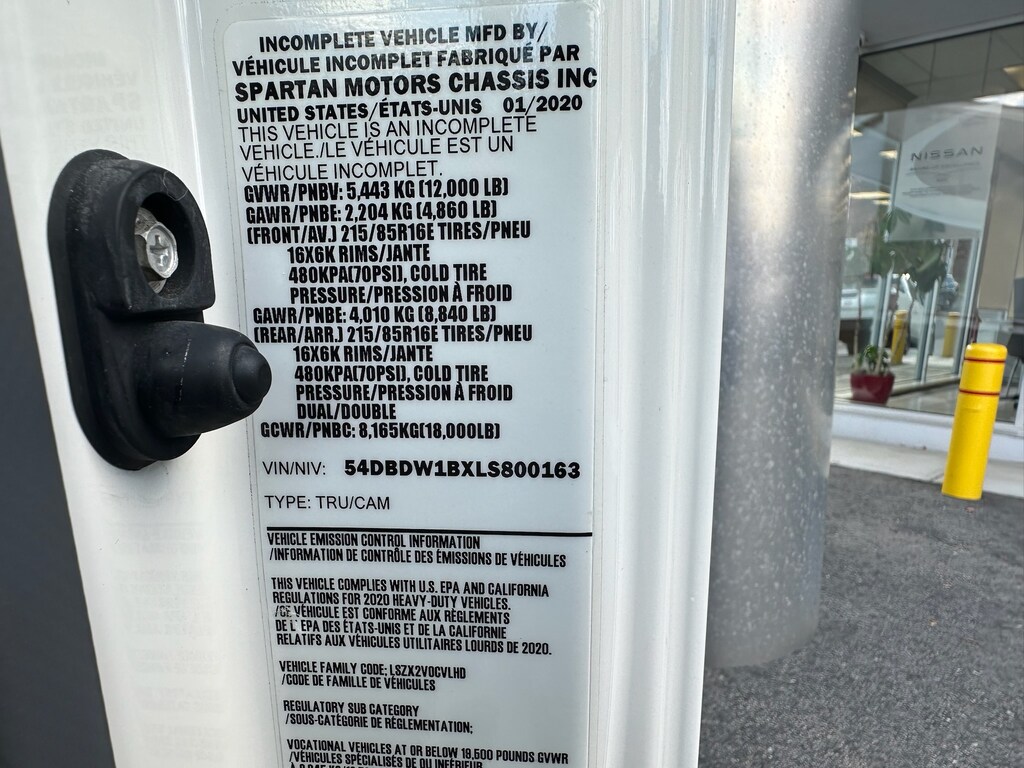 INCOMPLETE VEHICLE MFD BY/
VÉHICULE INCOMPLET FABRIQUÉ PAR
SPARTAN MOTORS CHASSIS INC
UNITED STATES/ÉTATS-UNIS 01/2020
THIS VEHICLE IS AN INCOMPLETE
VEHICLE./LE VÉHICULE EST UN
VÉHICULE INCOMPLET.
GVWR/PNBV: 5,443 KG (12,000 LB)
GAWR/PNBE: 2,204 KG (4,860 LB)
(FRONT/AV.) 215/85R16E TIRES/PNEU
16X6K RIMS/JANTE
480KPA(70PSI), COLD TIRE
PRESSURE/PRESSION À FROID
GAWR/PNBE: 4,010 KG (8,840 LB)
(REAR/ARR.) 215/85R16E TIRES/PNEU
16X6K RIMS/JANTE
480KPA(70PSI), COLD TIRE
PRESSURE/PRESSION À FROID
DUAL/DOUBLE
GCWR/PNBC: 8,165KG(18,000LB)
VIN/NIV: 54DBDW1BXLS800163
TYPE: TRU/CAM
VEHICLE EMISSION CONTROL INFORMATION
/INFORMATION DE CONTRÔLE DES ÉMISSIONS DE VÉHICULES
THIS VEHICLE COMPLIES WITH U.S. EPA AND CALIFORNIA
REGULATIONS FOR 2020 HEAVY-DUTY VEHICLES.
/CE VÉHICULE EST CONFORME AUX RÈGLEMENTS
DE L'EPA DES ÉTATS-UNIS ET DE LA CALIFORNIE
RELATIFS AUX VÉHICULES UTILITAIRES LOURDS DE 2020.
VEHICLE FAMILY CODE: LSZX2VOCVLHD
/CODE DE FAMILLE DE VÉHICULES
REGULATORY SUB CATEGORY
/SOUS-CATÉGORIE DE RÉGLEMENTATION;
VOCATIONAL VEHICLES AT OR BELOW 19,500 POUNDS GVWR
/VÉHICULES SPÉCIALISÉS DE OU INFÉRIEUR
NISSAN